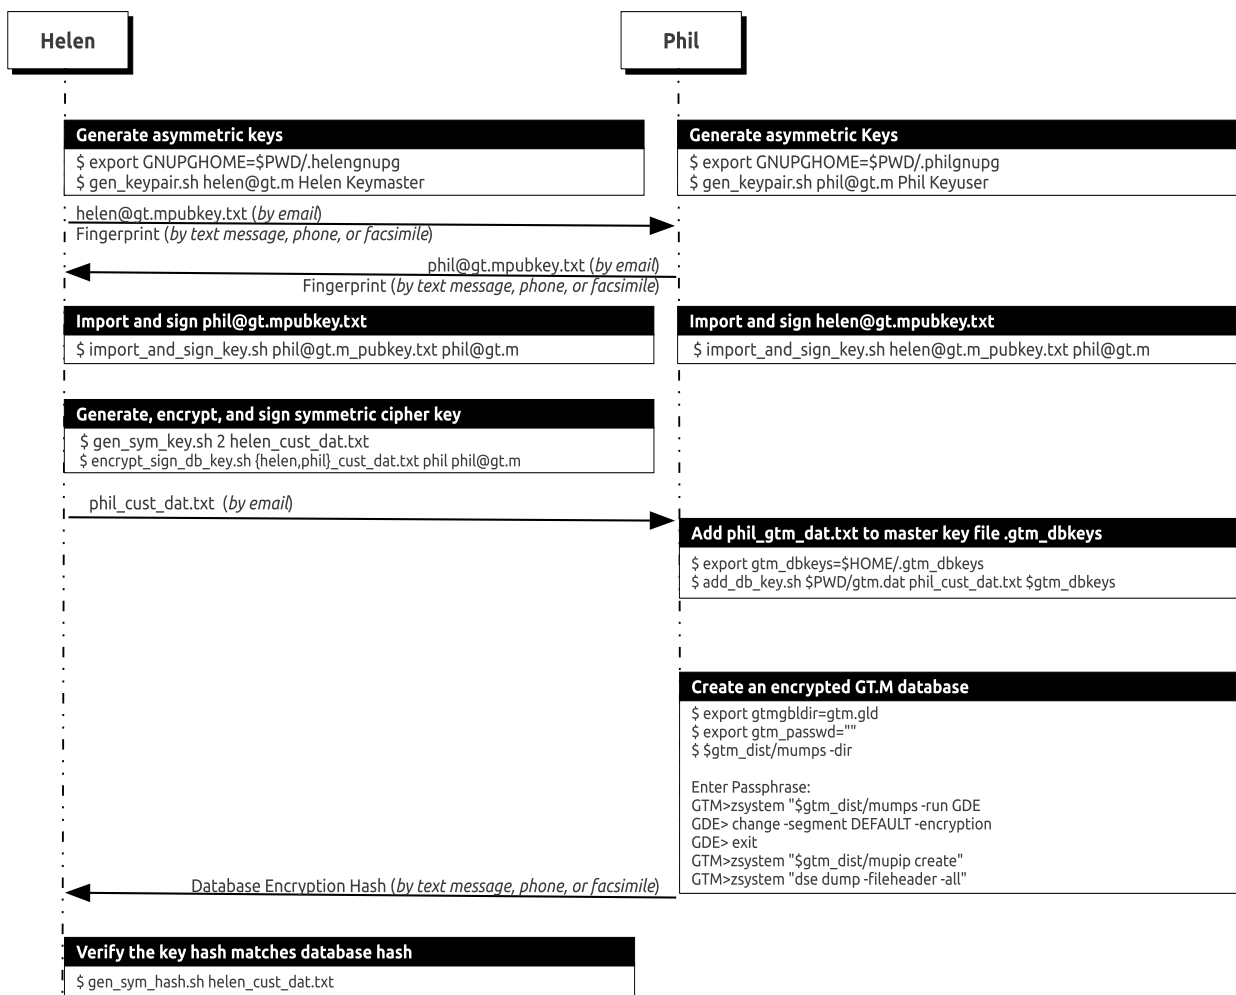 Helen
Phil
Generate asymmetric keys
$ export GNUPGHOME=$PWD/.helengnupg
$ gen_keypair.sh helen@gt.m Helen Keymaster
Generate asymmetric Keys
$ export GNUPGHOME=$PWD/.philgnupg
$ gen_keypair.sh phil@gt.m Phil Keyuser
helen@gt.mpubkey.txt (by email)
Fingerprint (by text message, phone, or facsimile)
phil@gt.mpubkey.txt (by email)
Fingerprint (by text message, phone, or facsimile)
Import and sign phil@gt.mpubkey.txt
$ import_and_sign_key.sh phil@gt.m_pubkey.txt phil@gt.m
Import and sign helen@gt.mpubkey.txt
$ import_and_sign_key.sh helen@gt.m_pubkey.txt phil@gt.m
Generate, encrypt, and sign symmetric cipher key
$ gen_sym_key.sh 2 helen_cust_dat.txt
$ encrypt_sign_db_key.sh {helen,phil}_cust_dat.txt phil phil@gt.m
phil_cust_dat.txt (by email)
Add phil_gtm_dat.txt to master key file .gtm_dbkeys
$ export gtm_dbkeys=$HOME/.gtm_dbkeys
$ add_db_key.sh $PWD/gtm.dat phil_cust_dat.txt $gtm_dbkeys
Create an encrypted GT.M database
$ export gtmgbldir=gtm.gld
$ export gtm_passwd=""
$ $gtm_dist/mumps -dir
Enter Passphrase:
GTM>zsystem "$gtm_dist/mumps -run GDE
GDE> change -segment DEFAULT -encryption
GDE> exit
GTM>zsystem "$gtm_dist/mupip create"
GTM>zsystem "dse dump -fileheader -all"
Database Encryption Hash (by text message, phone, or facsimile)
Verify the key hash matches database hash
$ gen_sym_hash.sh helen_cust_dat.txt